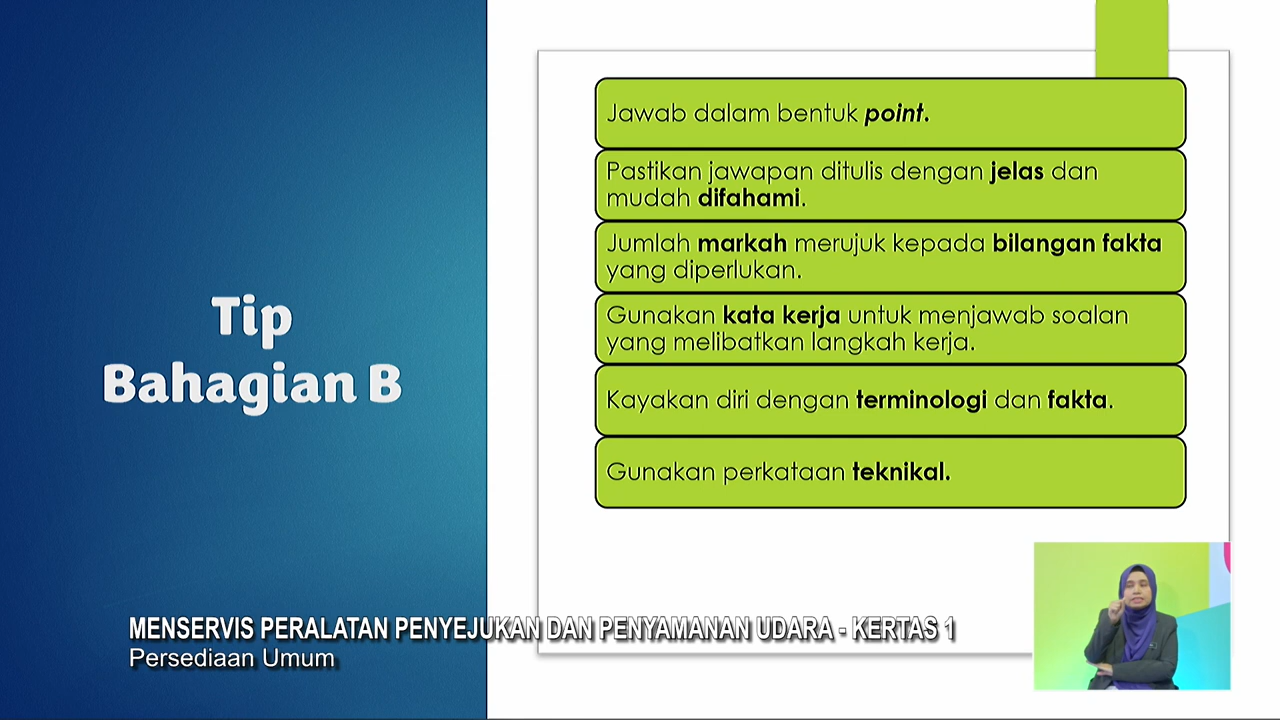 Tip
Bahagian B
Jawab dalam bentuk point.
Pastikan jawapan ditulis dengan jelas dan
mudah difahami.
Jumlah markah merujuk kepada bilangan fakta
yang diperlukan.
Gunakan kata kerja untuk menjawab soalan
yang melibatkan langkah kerja.
Kayakan diri dengan terminologi dan fakta.
Gunakan perkataan teknikal.
MENSERVIS PERALATAN PENYEJUKAN DAN PENYAMANAN UDARA - KERTAS 1
Persediaan Umum